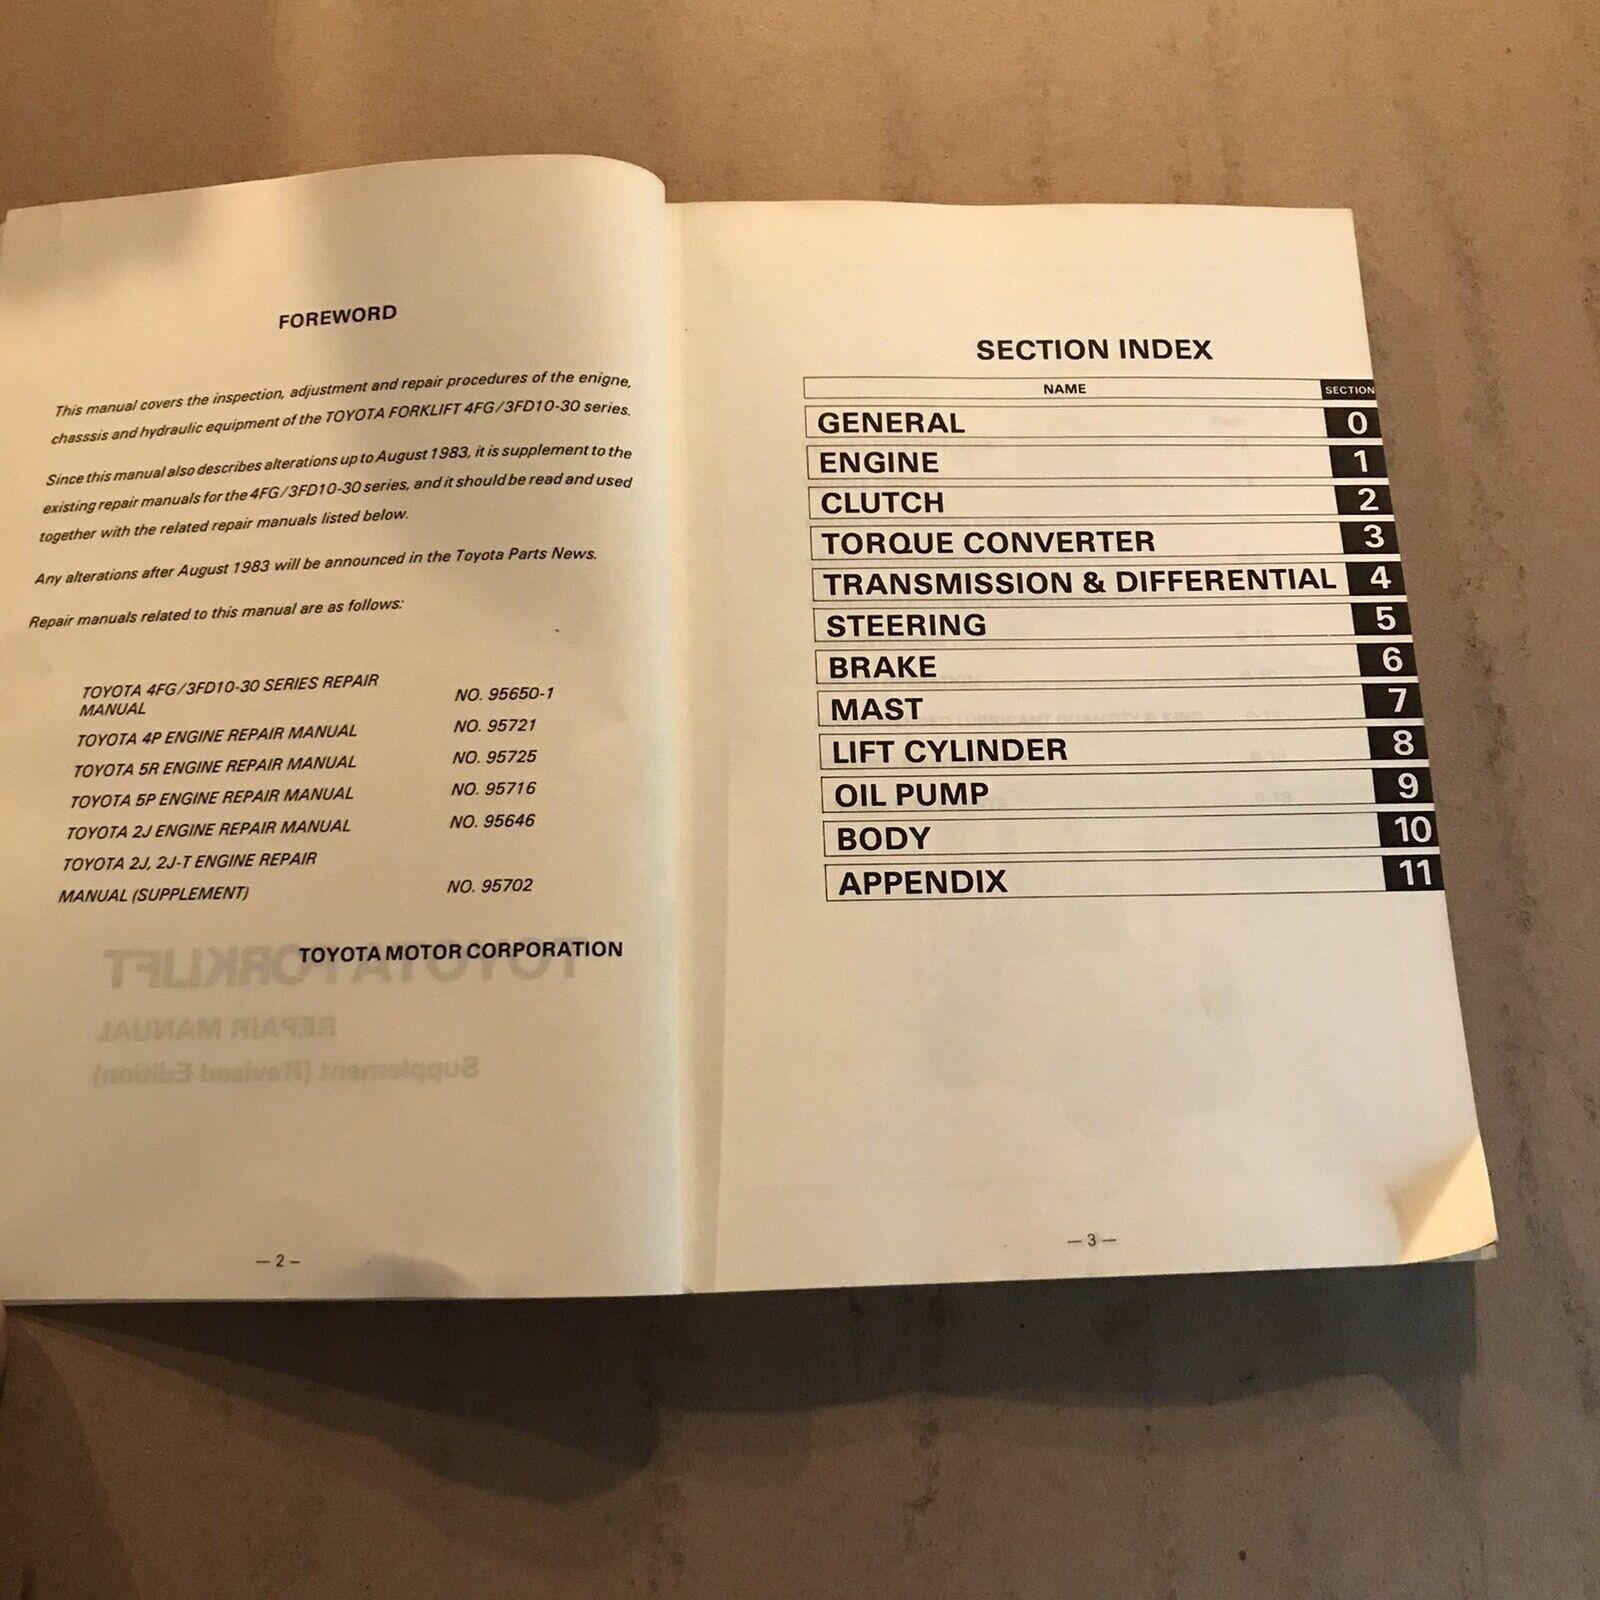 FOREWORD
This manual covers the inspection, adjustment and repair procedures of the enigne,
chasssis and hydraulic equipment of the TOYOTA FORKLIFT 4FG/3FD10-30 series.
Since this manual also describes alterations up to August 1983, it is supplement to the
existing repair manuals for the 4FG/3FD10-30 series, and it should be read and used
together with the related repair manuals listed below.
Any alterations after August 1983 will be announced in the Toyota Parts News.
Repair manuals related to this manual are as follows:
TOYOTA 4FG/3FD10-30 SERIES REPAIR
MANUAL NO. 95650-1
TOYOTA 4P ENGINE REPAIR MANUAL NO. 95721
TOYOTA 5R ENGINE REPAIR MANUAL NO. 95725
TOYOTA 5P ENGINE REPAIR MANUAL NO. 95716
TOYOTA 2J ENGINE REPAIR MANUAL NO. 95646
TOYOTA 2J, 2J-T ENGINE REPAIR
MANUAL (SUPPLEMENT) NO. 95702
TOYOTA MOTOR CORPORATION
TOYOTA FORKLIFT
REPAIR MANUAL
Supplement (Revised Edition)
— 2 —
SECTION INDEX
NAME SECTION
GENERAL 0
ENGINE 1
CLUTCH 2
TORQUE CONVERTER 3
TRANSMISSION & DIFFERENTIAL 4
STEERING 5
BRAKE 6
MAST 7
LIFT CYLINDER 8
OIL PUMP 9
BODY 10
APPENDIX 11
— 3 —